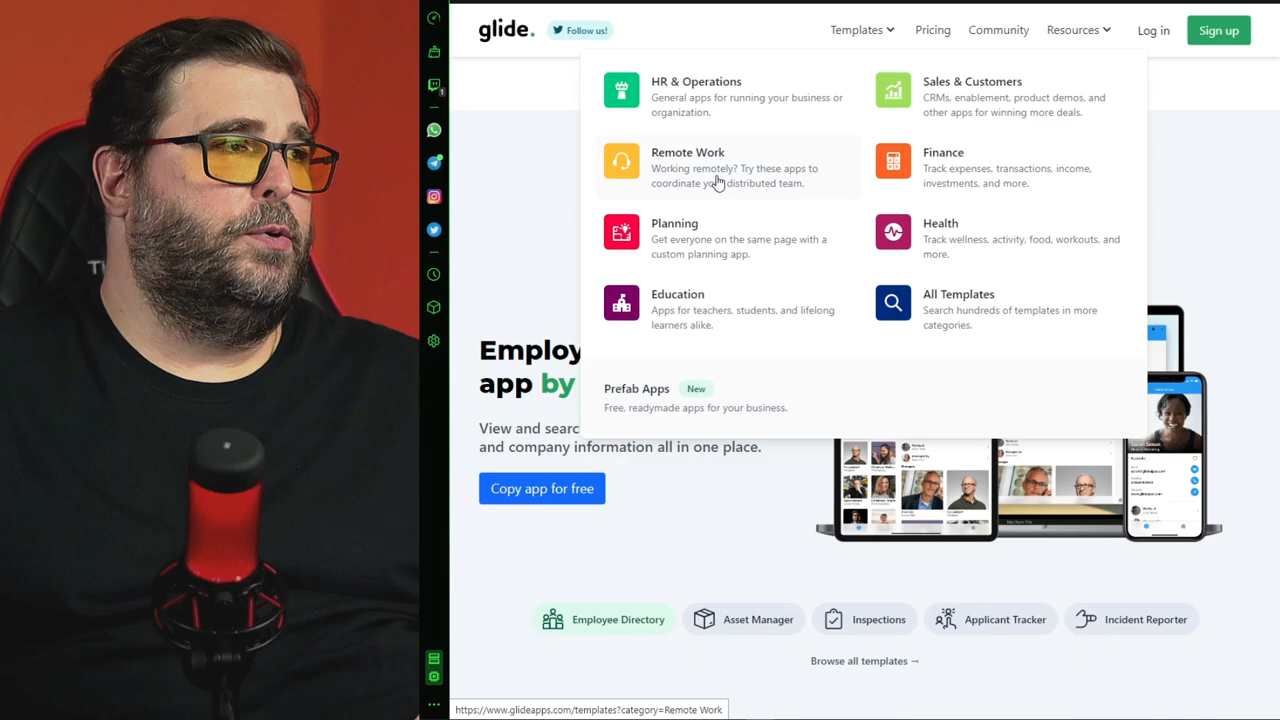 glide.
Follow us!
Templates
Pricing
Community
Resources
Log in
Sign up
HR & Operations
General apps for running your business or
organization.
Sales & Customers
CRMs, enablement, product demos, and
other apps for winning more deals.
Remote Work
Working remotely? Try these apps to
coordinate your distributed team.
Finance
Track expenses, transactions, income,
investments, and more.
Planning
Get everyone on the same page with a
custom planning app.
Health
Track wellness, activity, food, workouts, and
more.
Education
Apps for teachers, students, and lifelong
learners alike.
All Templates
Search hundreds of templates in more
categories.
Prefab Apps New
Free, readymade apps for your business.
Employ
app by
View and searc
and company information all in one place.
Copy app for free
Employee Directory
Asset Manager
Inspections
Applicant Tracker
Incident Reporter
Browse all templates →
https://www.glideapps.com/templates?category=Remote Work
1